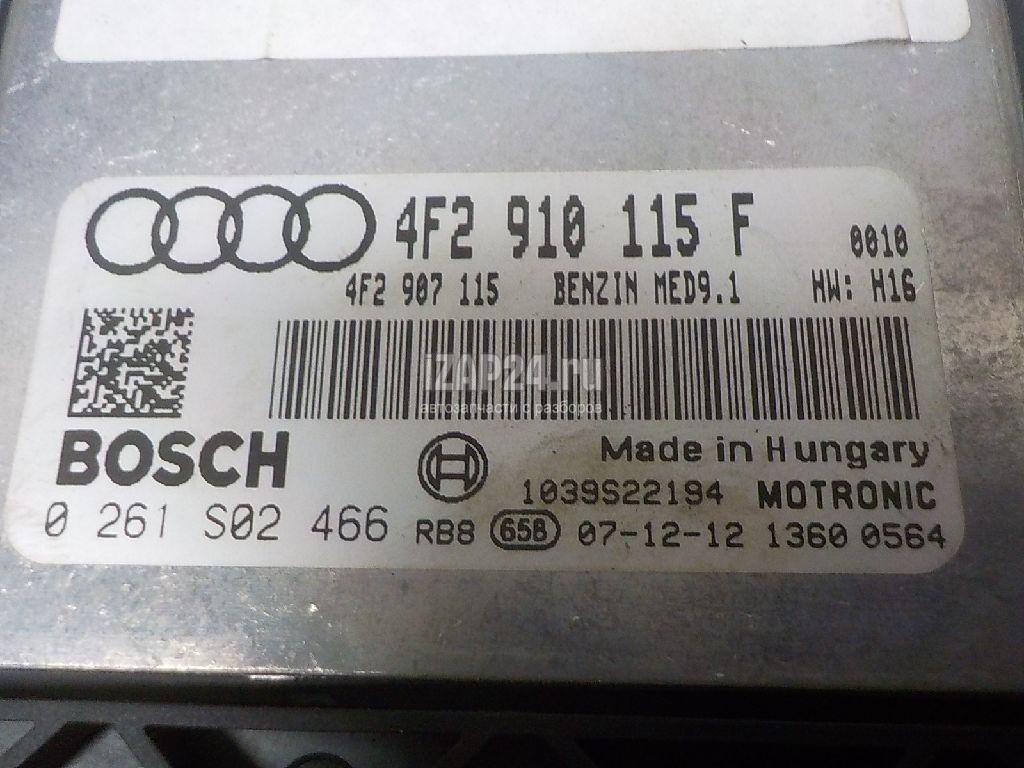 4F2 910 115 F 0010
4F2 907 115 BENZIN MED9.1 HW: H16
iZAP24.ru
автозапчасти с разборов
BOSCH Made in Hungary
1039S22194 MOTRONIC
0 261 S02 466 RB8 658 07-12-12 1360 0564